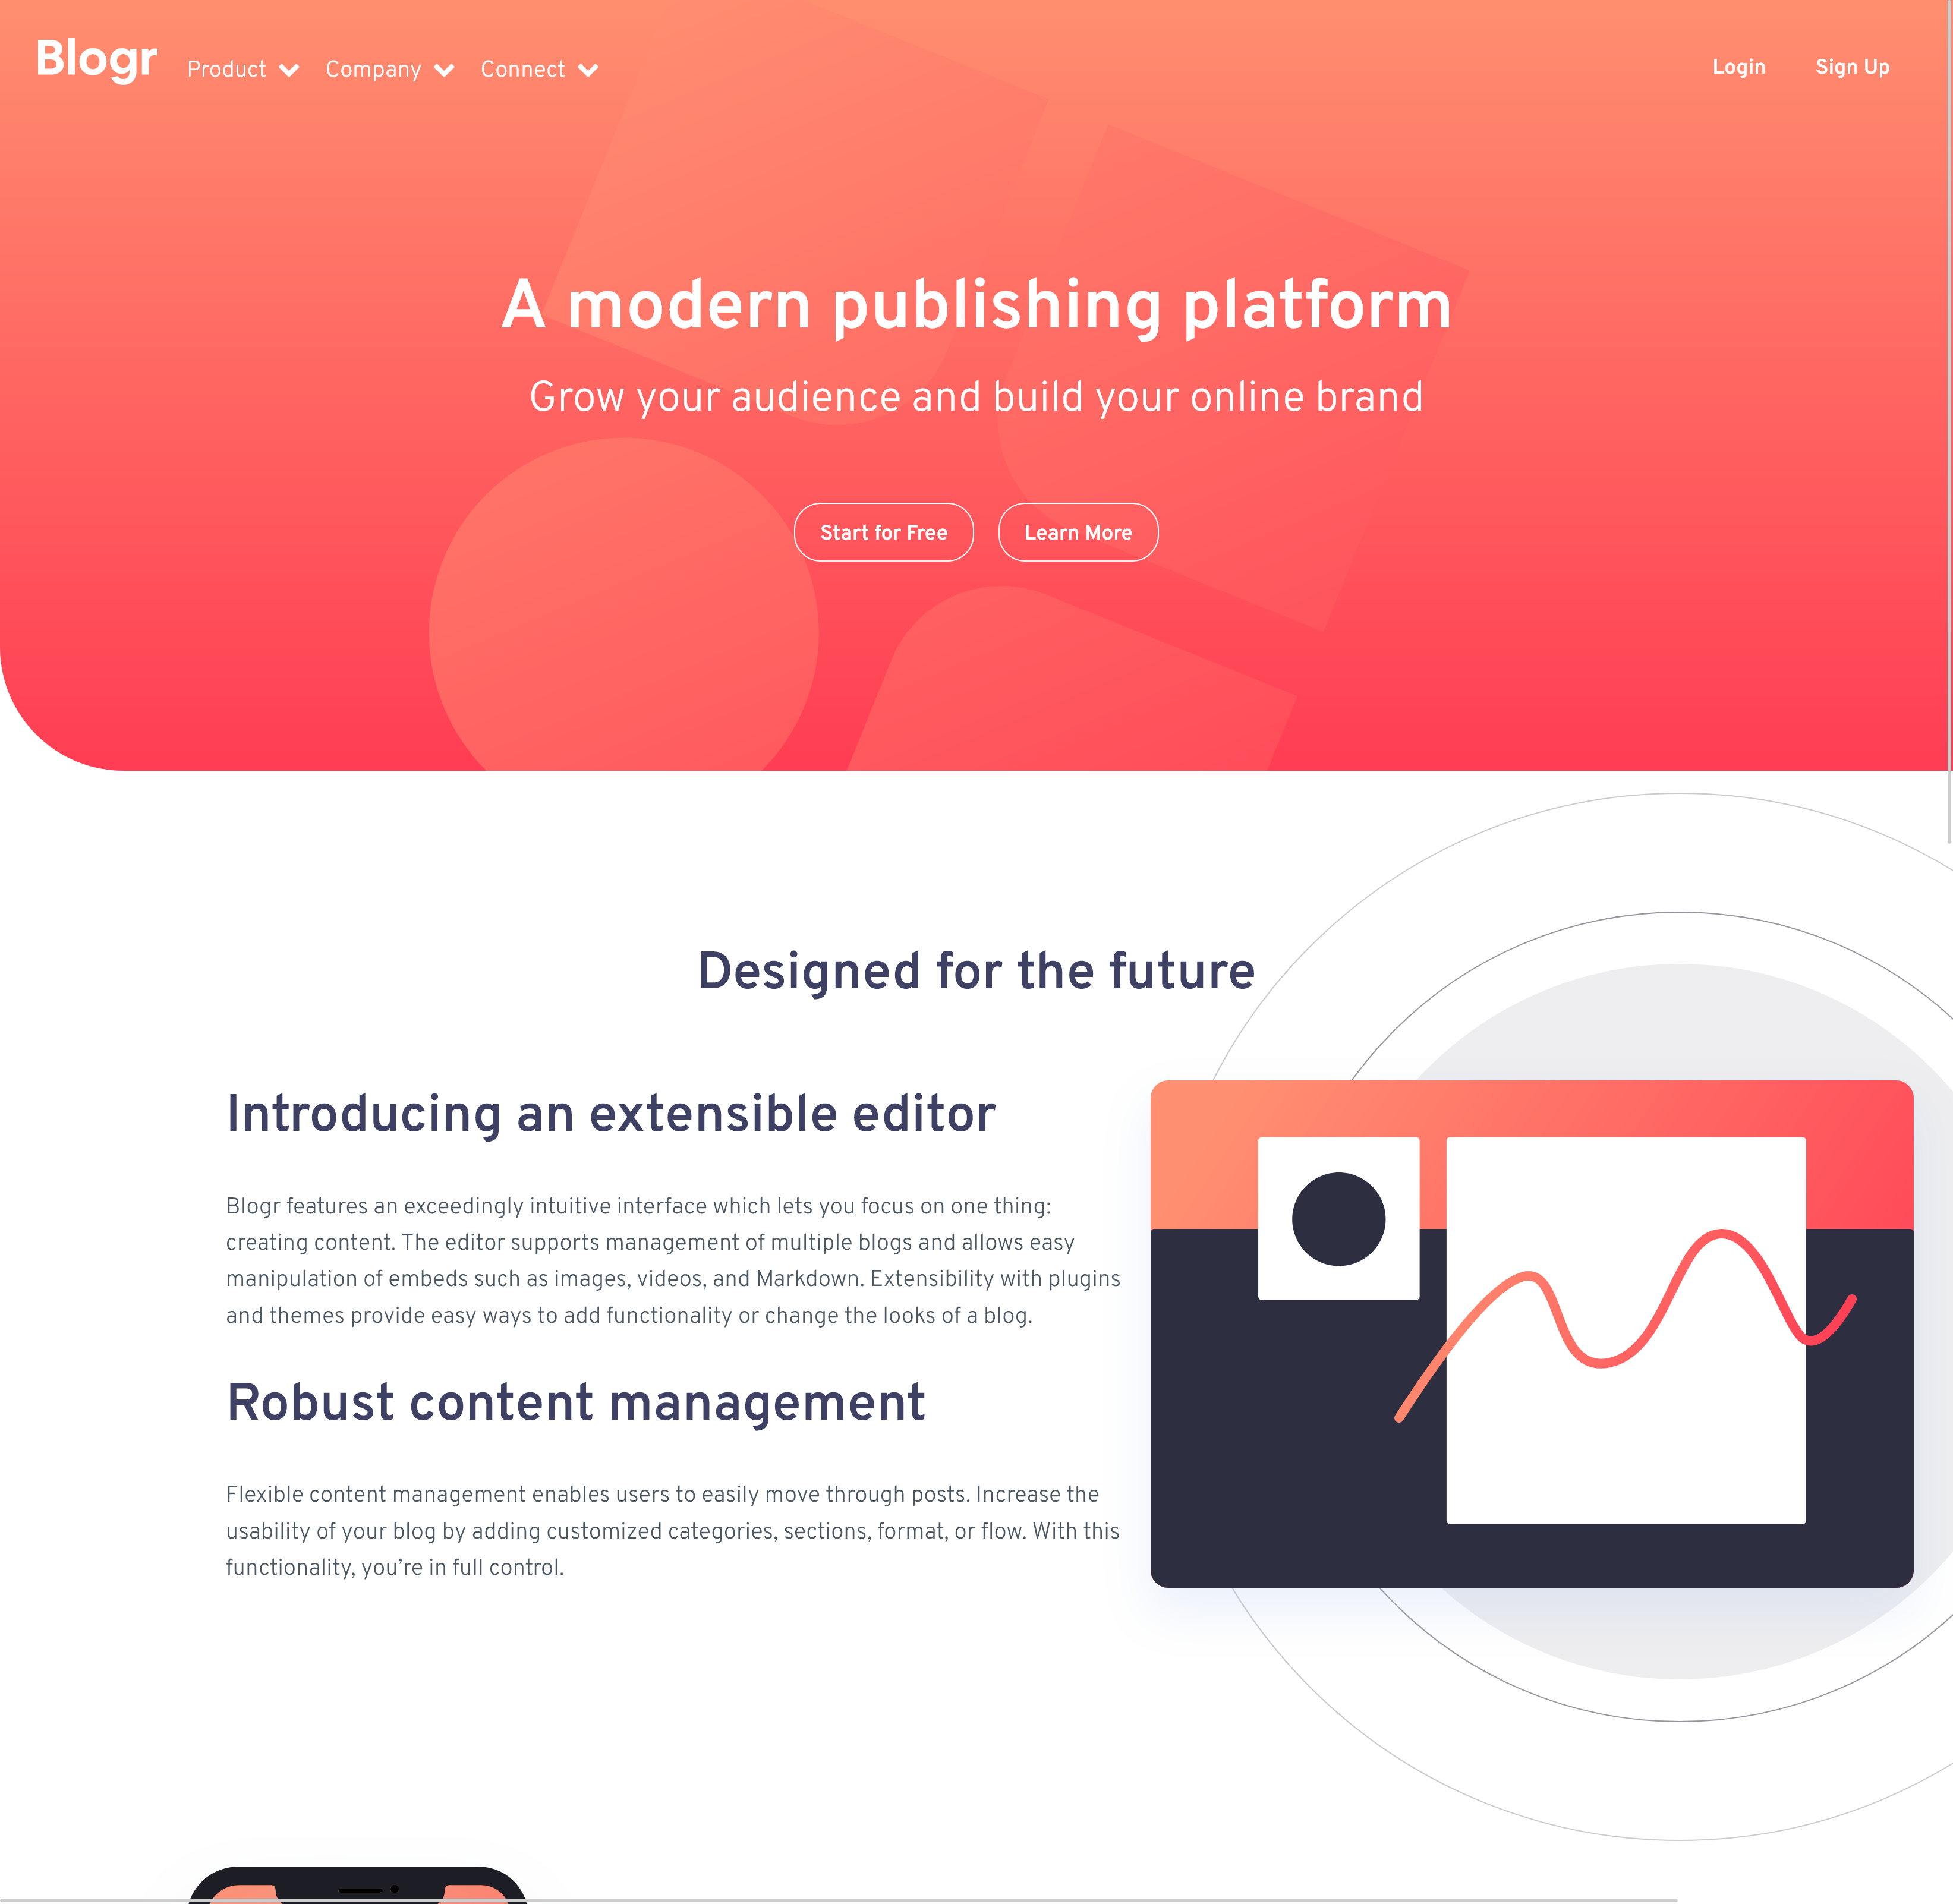 Blogr
Product
Company
Connect
Login
Sign Up
A modern publishing platform
Grow your audience and build your online brand
Start for Free
Learn More
Designed for the future
Introducing an extensible editor
Blogr features an exceedingly intuitive interface which lets you focus on one thing:
creating content. The editor supports management of multiple blogs and allows easy
manipulation of embeds such as images, videos, and Markdown. Extensibility with plugins
and themes provide easy ways to add functionality or change the looks of a blog.
Robust content management
Flexible content management enables users to easily move through posts. Increase the
usability of your blog by adding customized categories, sections, format, or flow. With this
functionality, you’re in full control.